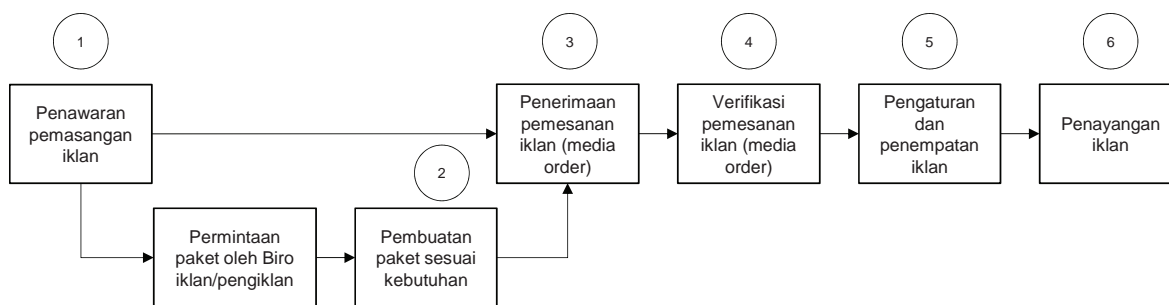 1
3
4
5
6
Penawaran
pemasangan
iklan
Penerimaan
pemesanan
iklan (media
order)
Verifikasi
pemesanan
iklan (media
order)
Pengaturan
dan
penempatan
iklan
Penayangan
iklan
2
Permintaan
paket oleh Biro
iklan/pengiklan
Pembuatan
paket sesuai
kebutuhan